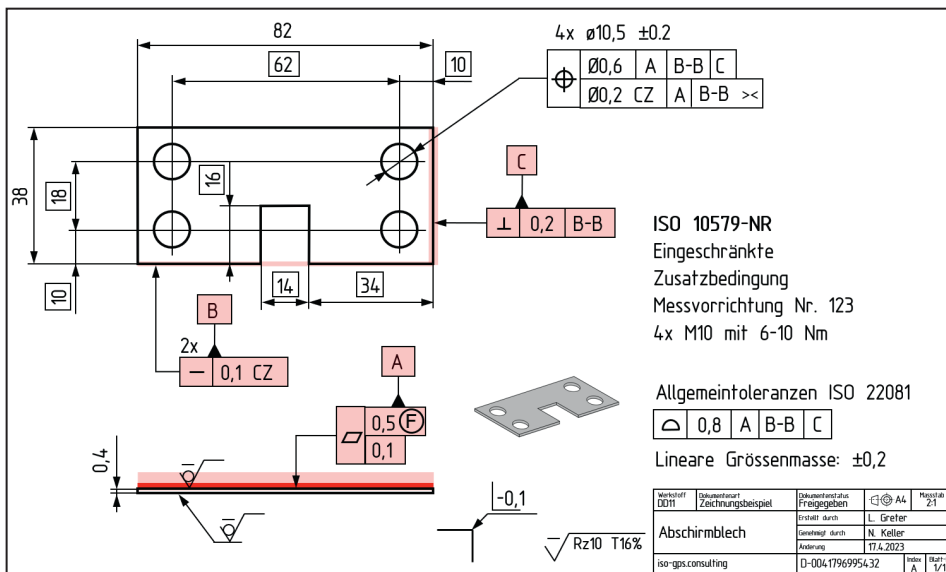 82
62
10
4x ø10,5 ±0.2
⌖ Ø0,6 A B-B C
Ø0,2 CZ A B-B ><
38
18
16
10
14
34
C
⊥ 0,2 B-B
B
2x
— 0,1 CZ
A
⏥ 0,5 Ⓕ
0,1
0,4
-0,1
Rz10 T16%
ISO 10579-NR
Eingeschränkte
Zusatzbedingung
Messvorrichtung Nr. 123
4x M10 mit 6-10 Nm
Allgemeintoleranzen ISO 22081
⌓ 0,8 A B-B C
Lineare Grössenmasse: ±0,2
Werkstoff Dokumentenart Dokumentenstatus A4 Massstab
DD11 Zeichnungsbeispiel Freigegeben 2:1
Abschirmblech
Erstellt durch L. Greter
Genehmigt durch N. Keller
Änderung 17.4.2023
iso-gps.consulting D-0041796995432 Index A Blatt 1/1